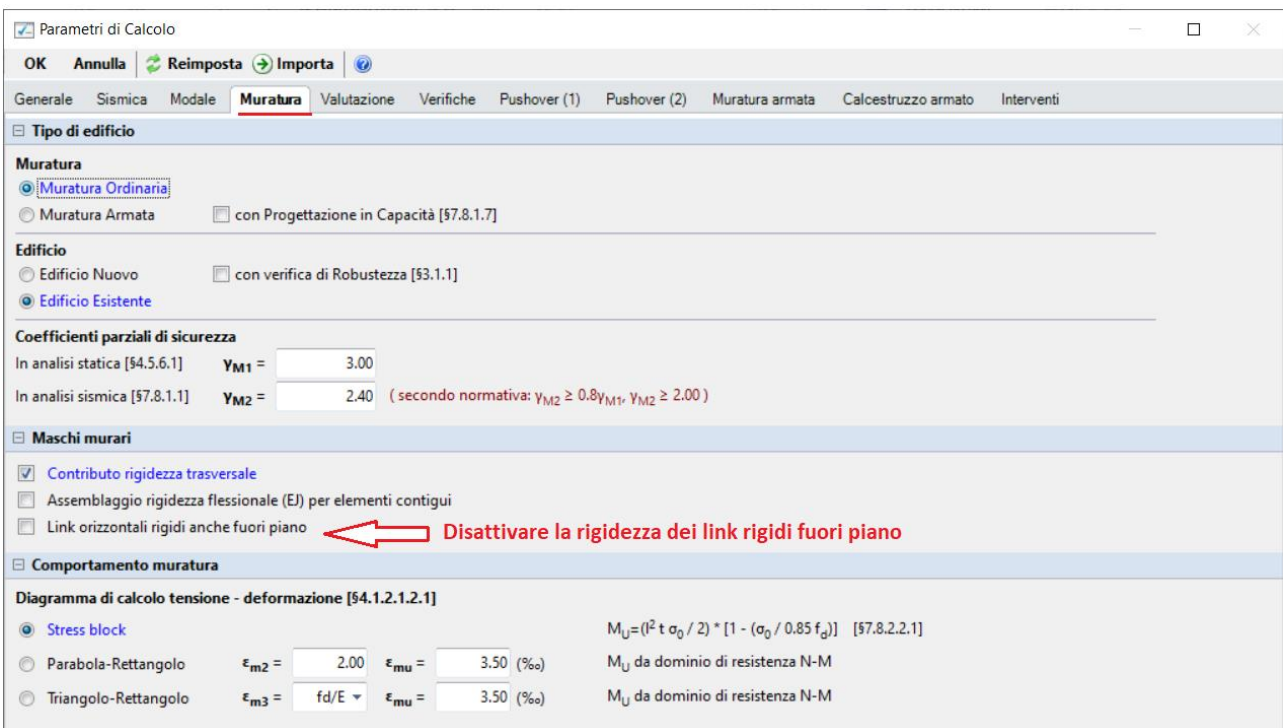 Parametri di Calcolo
OK Annulla Reimposta Importa
Generale Sismica Modale Muratura Valutazione Verifiche Pushover (1) Pushover (2) Muratura armata Calcestruzzo armato Interventi
Tipo di edificio
Muratura
Muratura Ordinaria
Muratura Armata con Progettazione in Capacità [§7.8.1.7]
Edificio
Edificio Nuovo con verifica di Robustezza [§3.1.1]
Edificio Esistente
Coefficienti parziali di sicurezza
In analisi statica [§4.5.6.1] γM1 = 3.00
In analisi sismica [§7.8.1.1] γM2 = 2.40 ( secondo normativa: γM2 ≥ 0.8γM1, γM2 ≥ 2.00 )
Maschi murari
Contributo rigidezza trasversale
Assemblaggio rigidezza flessionale (EJ) per elementi contigui
Link orizzontali rigidi anche fuori piano Disattivare la rigidezza dei link rigidi fuori piano
Comportamento muratura
Diagramma di calcolo tensione - deformazione [§4.1.2.1.2.1]
Stress block MU=(l² t σ0 / 2) * [1 - (σ0 / 0.85 fd)] [§7.8.2.2.1]
Parabola-Rettangolo εm2 = 2.00 εmu = 3.50 (‰) MU da dominio di resistenza N-M
Triangolo-Rettangolo εm3 = fd/E εmu = 3.50 (‰) MU da dominio di resistenza N-M